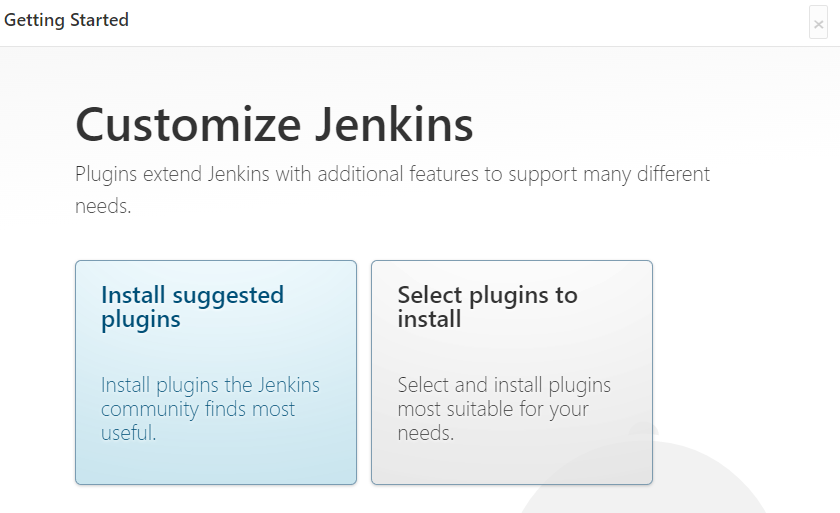 Getting Started
×
Customize Jenkins
Plugins extend Jenkins with additional features to support many different
needs.
Install suggested
plugins
Install plugins the Jenkins
community finds most
useful.
Select plugins to
install
Select and install plugins
most suitable for your
needs.